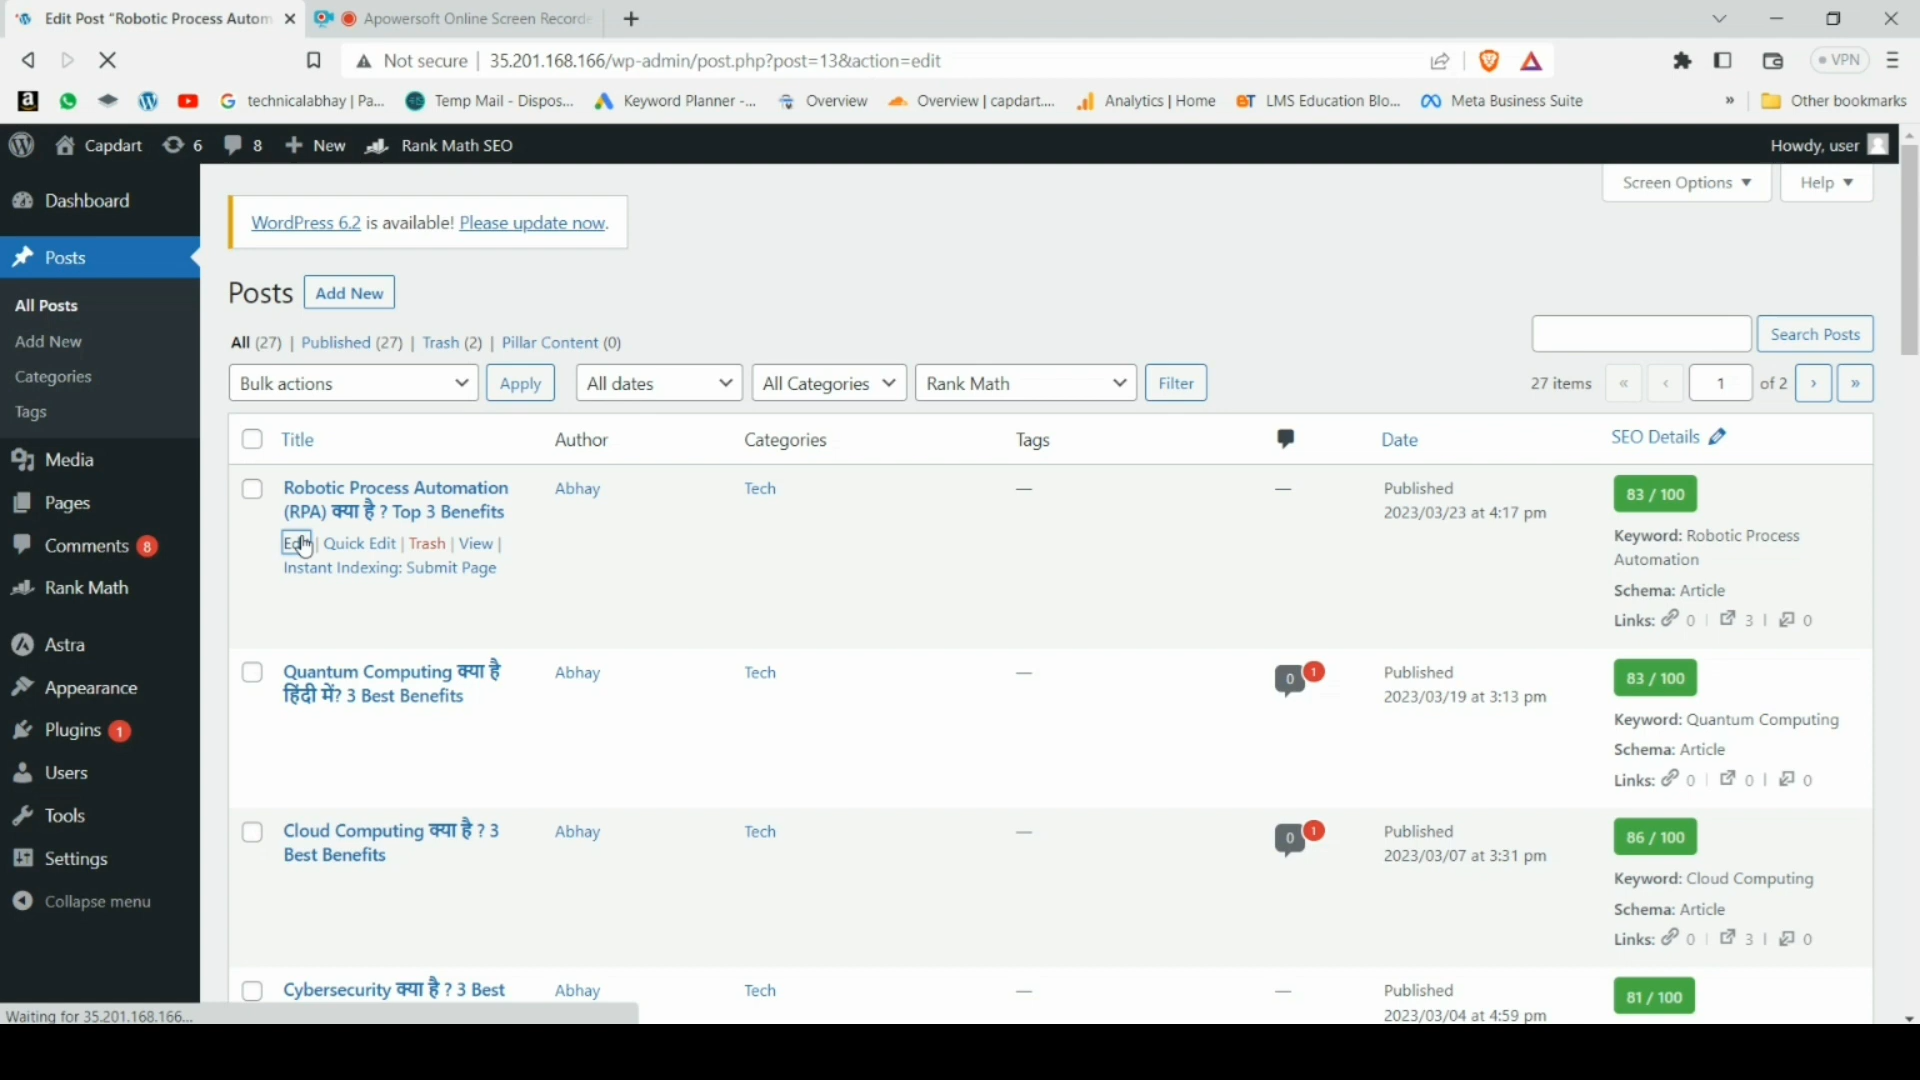 Edit Post "Robotic Process Autom
Apowersoft Online Screen Recorde
Not secure | 35.201.168.166/wp-admin/post.php?post=13&action=edit
VPN
technicalabhay | Pa...
Temp Mail - Dispos...
Keyword Planner -...
Overview
Overview | capdart....
Analytics | Home
LMS Education Blo...
Meta Business Suite
»
Other bookmarks
Capdart
6
8
New
Rank Math SEO
Howdy, user
Dashboard
Posts
All Posts
Add New
Categories
Tags
Media
Pages
Comments 8
Rank Math
Astra
Appearance
Plugins 1
Users
Tools
Settings
Collapse menu
Screen Options
Help
WordPress 6.2 is available! Please update now.
Posts
Add New
All (27) | Published (27) | Trash (2) | Pillar Content (0)
Search Posts
Bulk actions
Apply
All dates
All Categories
Rank Math
Filter
27 items « ‹ 1 of 2 › »
Title Author Categories Tags Date SEO Details
Robotic Process Automation
(RPA) क्या है ? Top 3 Benefits
Edit | Quick Edit | Trash | View |
Instant Indexing: Submit Page
Abhay
Tech
—
—
Published
2023/03/23 at 4:17 pm
83 / 100
Keyword: Robotic Process
Automation
Schema: Article
Links: 0 | 3 | 0
Quantum Computing क्या है
हिंदी में? 3 Best Benefits
Abhay
Tech
—
0 1
Published
2023/03/19 at 3:13 pm
83 / 100
Keyword: Quantum Computing
Schema: Article
Links: 0 | 0 | 0
Cloud Computing क्या है ? 3
Best Benefits
Abhay
Tech
—
0 1
Published
2023/03/07 at 3:31 pm
86 / 100
Keyword: Cloud Computing
Schema: Article
Links: 0 | 3 | 0
Cybersecurity क्या है ? 3 Best
Abhay
Tech
—
—
Published
2023/03/04 at 4:59 pm
81 / 100
Waiting for 35.201.168.166...